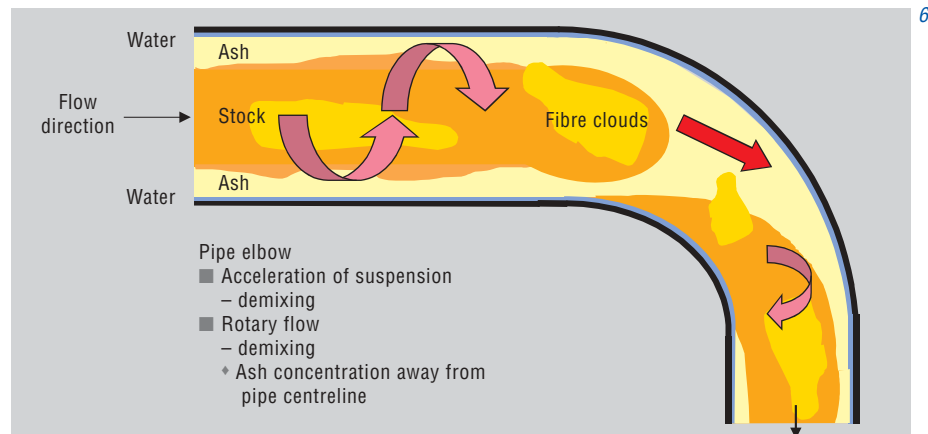 6
Water
Ash
Flow
direction
Stock
Fibre clouds
Ash
Water
Pipe elbow
■ Acceleration of suspension
– demixing
■ Rotary flow
– demixing
♦ Ash concentration away from
pipe centreline